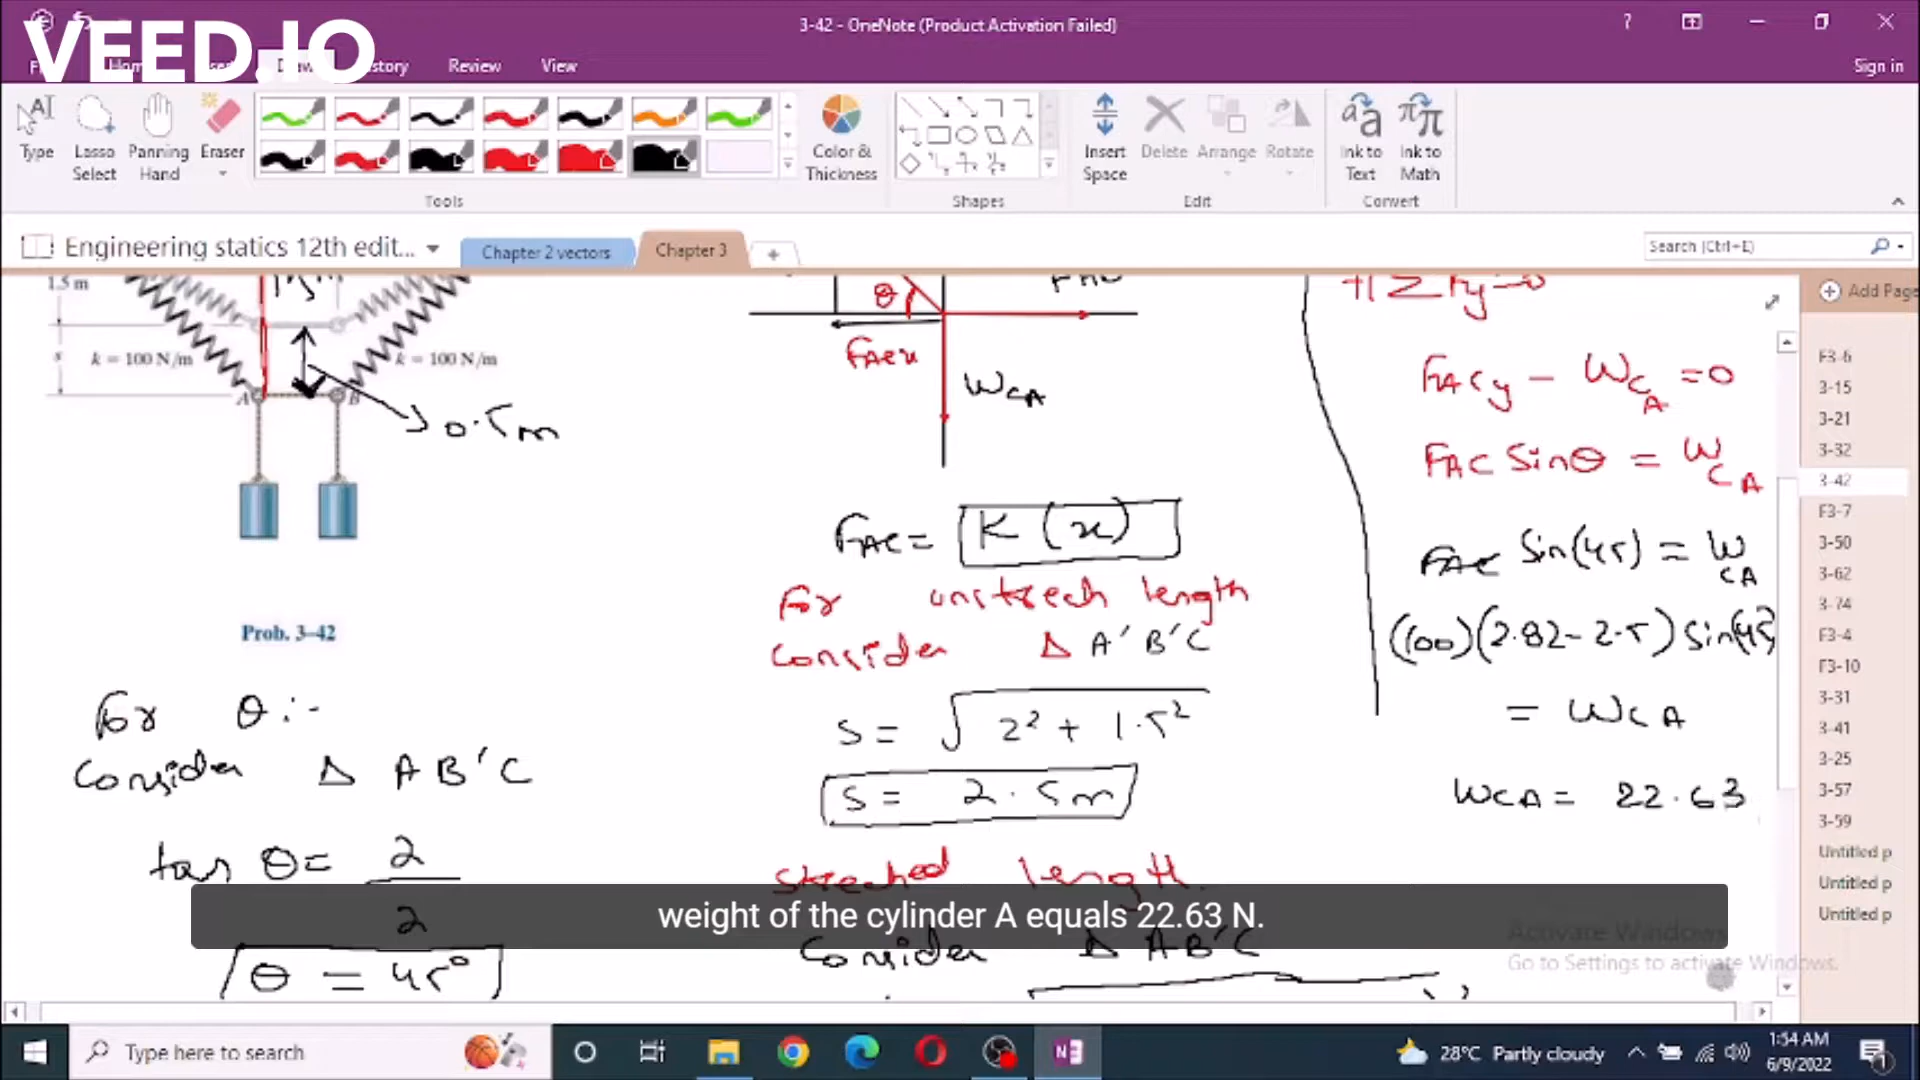 3-42 - OneNote (Product Activation Failed)
VEED.IO
Review
View
Sign in
Type
Lasso Select
Panning Hand
Eraser
Color & Thickness
Insert Space
Delete
Arrange
Rotate
Ink to Text
Ink to Math
Tools
Shapes
Edit
Convert
Engineering statics 12th edit...
Chapter 2 vectors
Chapter 3
Search (Ctrl+E)
Add Page
1.5 m
k = 100 N/m
k = 100 N/m
A
B
0.5m
Prob. 3-42
For θ :-
Consider Δ AB'C
tan θ = 2
2
θ = 45°
θ
FACx
WCA
FAC = K (x)
For unstrech length
Consider Δ A'B'C
S = √ 2² + 1.5²
S = 2.5m
Streched length
Consider Δ AB'C
+↑ΣFy=0
FACy - WCA = 0
FAC Sinθ = WCA
FAC Sin(45) = WCA
(100)(2.82-2.5) Sin(45)
= WCA
WCA = 22.63
weight of the cylinder A equals 22.63 N.
F3-6
3-15
3-21
3-32
3-42
F3-7
3-50
3-62
3-74
F3-4
F3-10
3-31
3-41
3-25
3-57
3-59
Untitled p
Untitled p
Untitled p
Activate Windows
Go to Settings to activate Windows.
Type here to search
28°C Partly cloudy
1:54 AM
6/9/2022
1